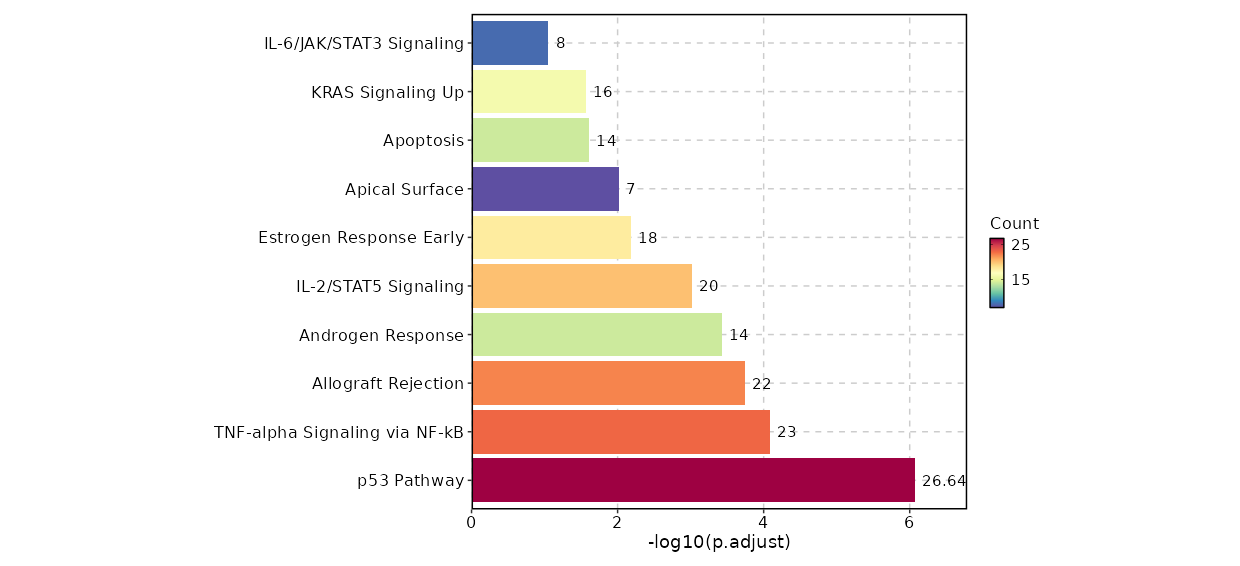 IL-6/JAK/STAT3 Signaling 8
KRAS Signaling Up 16
Apoptosis 14
Apical Surface 7
Estrogen Response Early 18
IL-2/STAT5 Signaling 20
Androgen Response 14
Allograft Rejection 22
TNF-alpha Signaling via NF-kB 23
p53 Pathway 26.64
0 2 4 6
-log10(p.adjust)
Count
25
15